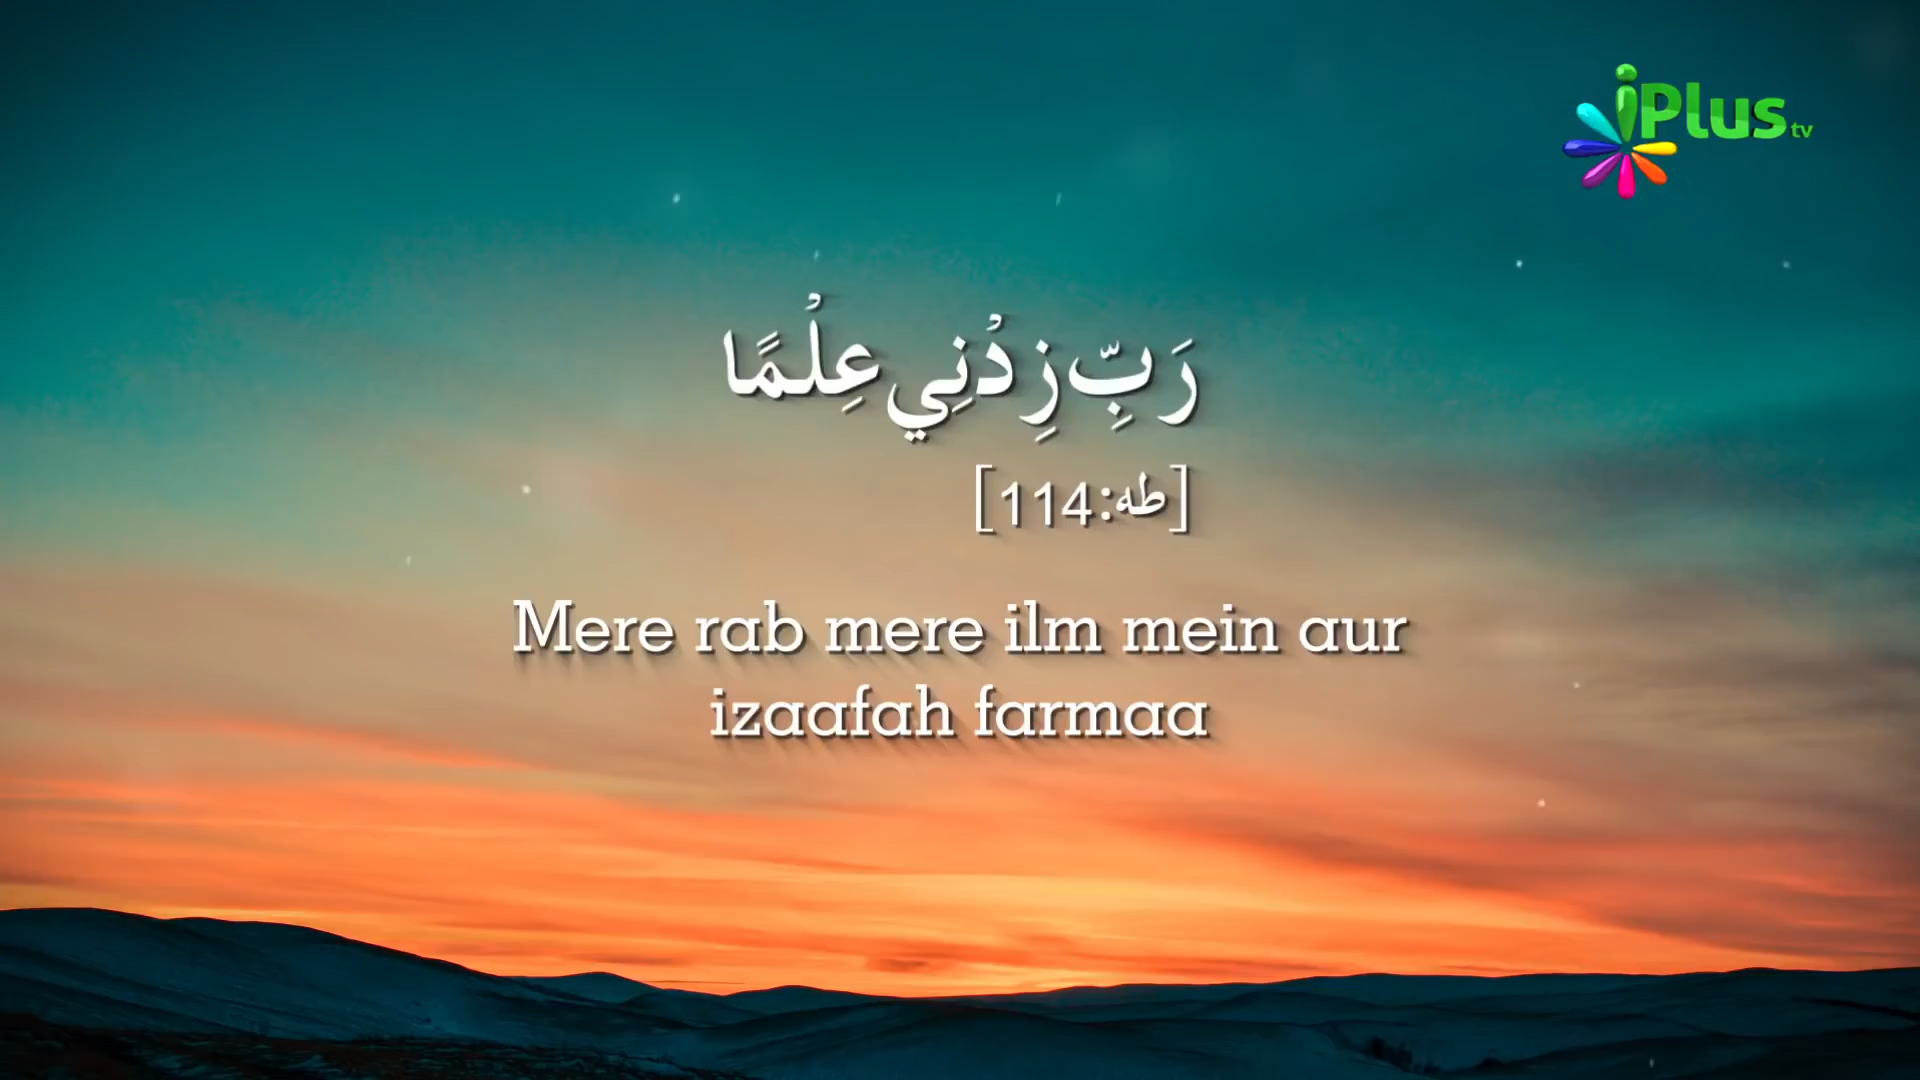 iPlus tv
رَبِّ زِدْنِي عِلْمًا
[طه:114]
Mere rab mere ilm mein aur
izaafah farmaa